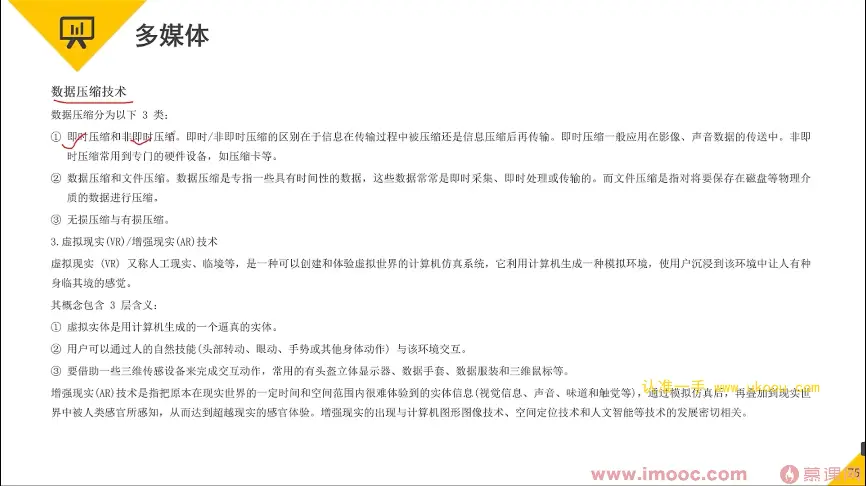 多媒体
数据压缩技术
数据压缩分为以下 3 类：
① 即时压缩和非即时压缩。即时/非即时压缩的区别在于信息在传输过程中被压缩还是信息压缩后再传输。即时压缩一般应用在影像、声音数据的传送中。非即
时压缩常用到专门的硬件设备，如压缩卡等。
② 数据压缩和文件压缩。数据压缩是专指一些具有时间性的数据，这些数据常常是即时采集、即时处理或传输的。而文件压缩是指对将要保存在磁盘等物理介
质的数据进行压缩。
③ 无损压缩与有损压缩。
3.虚拟现实(VR)/增强现实(AR)技术
虚拟现实 (VR) 又称人工现实、临境等，是一种可以创建和体验虚拟世界的计算机仿真系统，它利用计算机生成一种模拟环境，使用户沉浸到该环境中让人有种
身临其境的感觉。
其概念包含 3 层含义：
① 虚拟实体是用计算机生成的一个逼真的实体。
② 用户可以通过人的自然技能(头部转动、眼动、手势或其他身体动作) 与该环境交互。
③ 要借助一些三维传感设备来完成交互动作，常用的有头盔立体显示器、数据手套、数据服装和三维鼠标等。
认准一手 www.ukoou.com
增强现实(AR)技术是指把原本在现实世界的一定时间和空间范围内很难体验到的实体信息(视觉信息、声音、味道和触觉等)，通过模拟仿真后，再叠加到现实世
界中被人类感官所感知，从而达到超越现实的感官体验。增强现实的出现与计算机图形图像技术、空间定位技术和人文智能等技术的发展密切相关。
www.imooc.com
慕课
75